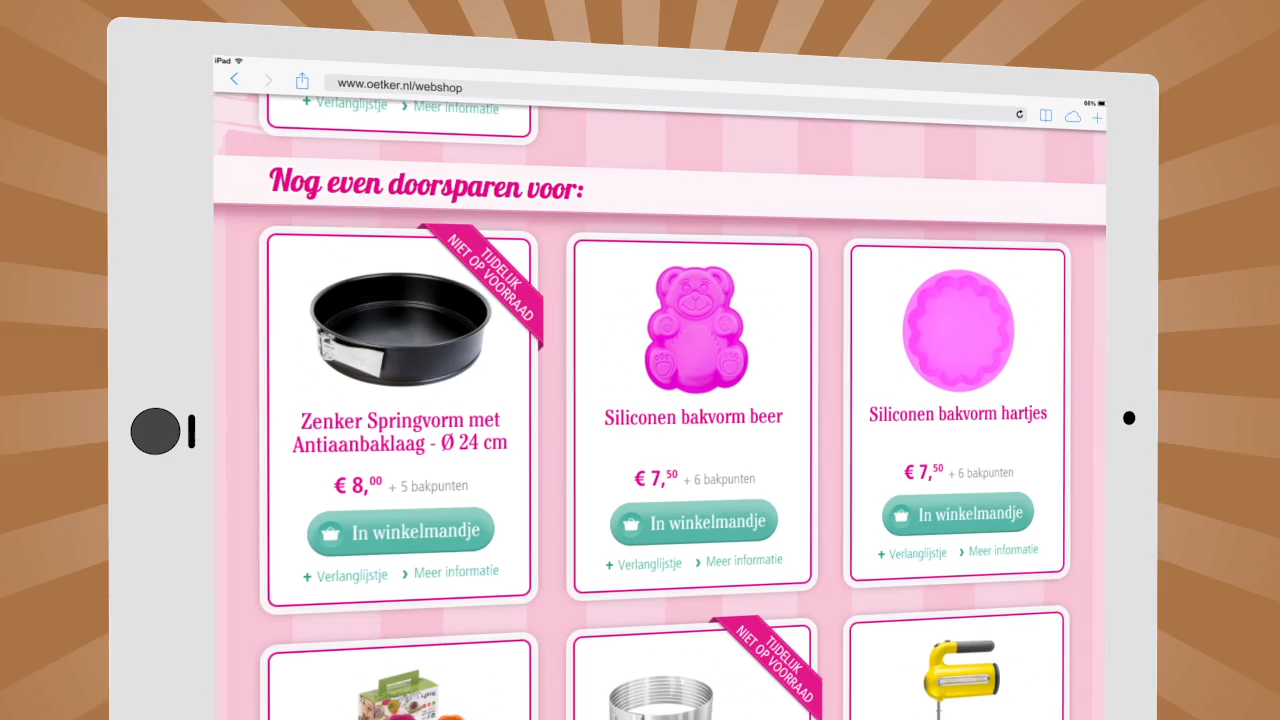 iPad
www.oetker.nl/webshop
66%
+ Verlanglijstje › Meer informatie
Nog even doorsparen voor:
TIJDELIJK
NIET OP VOORRAAD
Zenker Springvorm met
Antiaanbaklaag - Ø 24 cm
€ 8,00 + 5 bakpunten
In winkelmandje
+ Verlanglijstje › Meer informatie
Siliconen bakvorm beer
€ 7,50 + 6 bakpunten
In winkelmandje
+ Verlanglijstje › Meer informatie
Siliconen bakvorm hartjes
€ 7,50 + 6 bakpunten
In winkelmandje
+ Verlanglijstje › Meer informatie
TIJDELIJK
NIET OP VOORRAAD